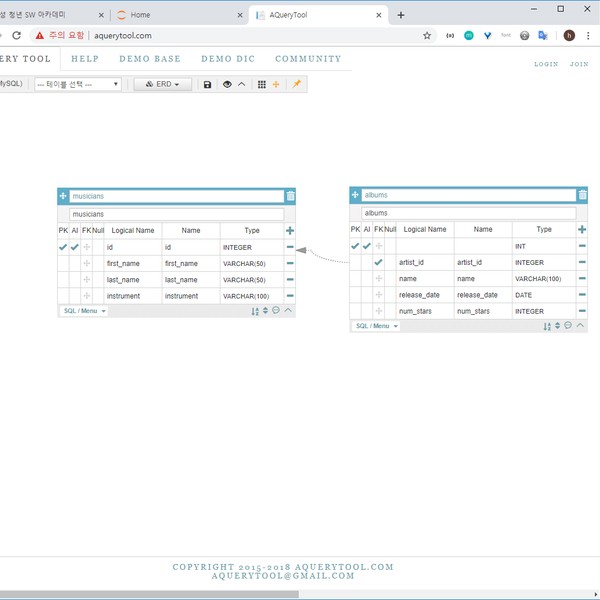 성 청년 SW 아카데미
Home
AQueryTool
주의 요함 | aquerytool.com
ERY TOOL HELP DEMO BASE DEMO DIC COMMUNITY
LOGIN JOIN
MySQL) --- 테이블 선택 --- ERD
musicians
musicians
PK AI FK Null Logical Name Name Type
id id INTEGER
first_name first_name VARCHAR(50)
last_name last_name VARCHAR(50)
instrument instrument VARCHAR(100)
SQL / Menu
albums
albums
PK AI FK Null Logical Name Name Type
INT
artist_id artist_id INTEGER
name name VARCHAR(100)
release_date release_date DATE
num_stars num_stars INTEGER
SQL / Menu
COPYRIGHT 2015-2018 AQUERYTOOL.COM
AQUERYTOOL@GMAIL.COM